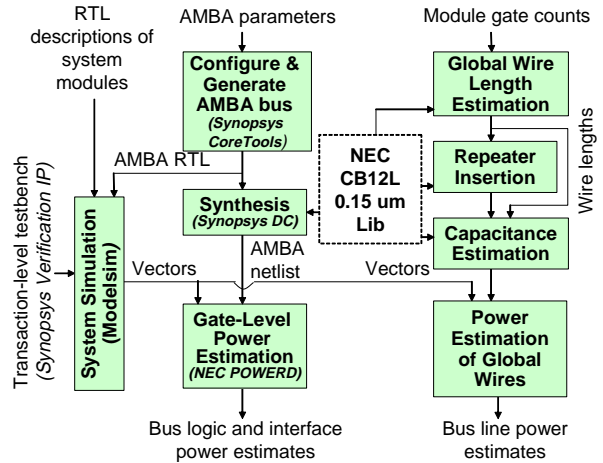 RTL
descriptions of
system
modules
AMBA parameters
Module gate counts
Configure &
Generate
AMBA bus
(Synopsys
CoreTools)
Global Wire
Length
Estimation
AMBA RTL
NEC
CB12L
0.15 um
Lib
Repeater
Insertion
Wire lengths
Synthesis
(Synopsys DC)
Capacitance
Estimation
Transaction-level testbench
(Synopsys Verification IP)
System Simulation
(Modelsim)
Vectors
AMBA
netlist
Vectors
Gate-Level
Power
Estimation
(NEC POWERD)
Power
Estimation
of Global
Wires
Bus logic and interface
power estimates
Bus line power
estimates